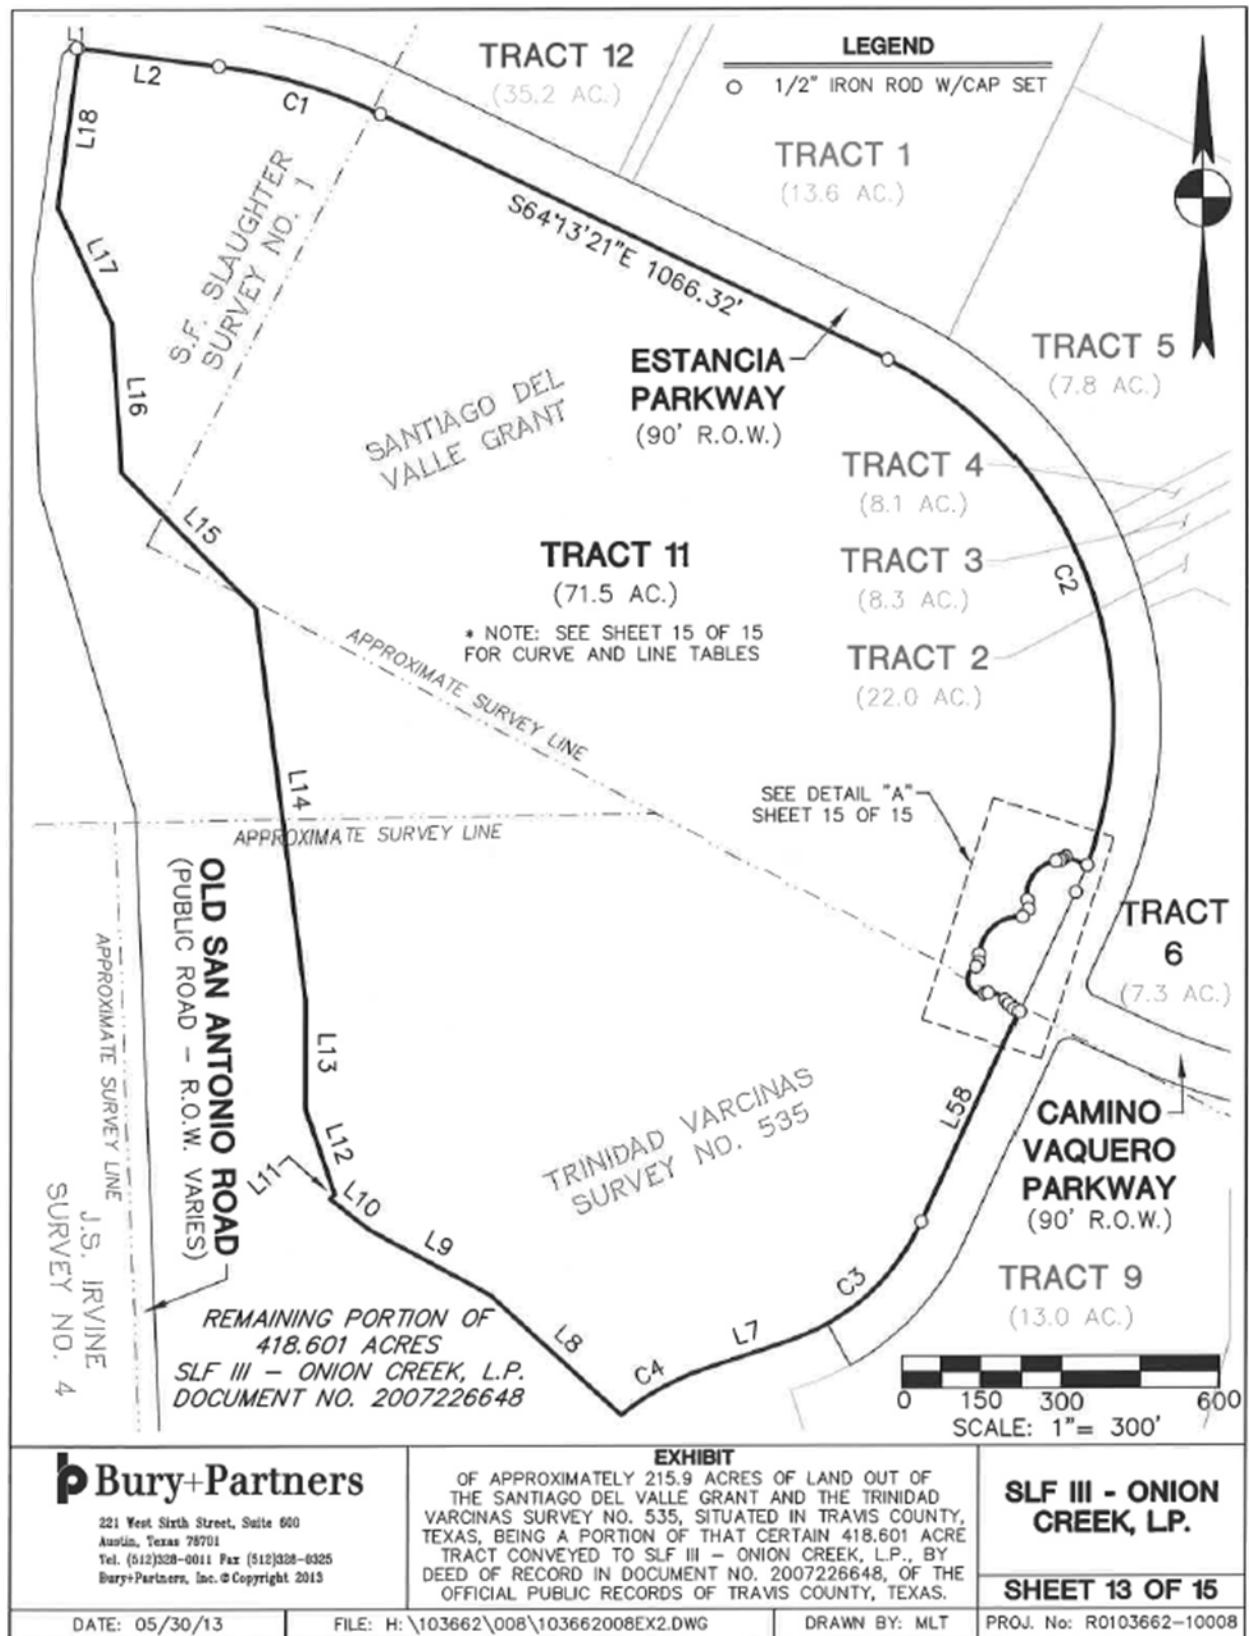 L1
L2
C1
L18
L17
L16
L15
S.F. SLAUGHTER
SURVEY NO. 1
TRACT 12
(35.2 AC.)
LEGEND
1/2" IRON ROD W/CAP SET
TRACT 1
(13.6 AC.)
S64°13'21"E 1066.32'
ESTANCIA
PARKWAY
(90' R.O.W.)
TRACT 5
(7.8 AC.)
SANTIAGO DEL
VALLE GRANT
TRACT 4
(8.1 AC.)
TRACT 3
(8.3 AC.)
TRACT 2
(22.0 AC.)
C2
TRACT 11
(71.5 AC.)
* NOTE: SEE SHEET 15 OF 15
FOR CURVE AND LINE TABLES
APPROXIMATE SURVEY LINE
L14
APPROXIMATE SURVEY LINE
SEE DETAIL "A"
SHEET 15 OF 15
TRACT
6
(7.3 AC.)
OLD SAN ANTONIO ROAD
(PUBLIC ROAD – R.O.W. VARIES)
APPROXIMATE SURVEY LINE
J.S. IRVINE
SURVEY NO. 4
L13
L12
L11
L10
L9
L8
TRINIDAD VARCINAS
SURVEY NO. 535
L58
CAMINO
VAQUERO
PARKWAY
(90' R.O.W.)
C3
L7
C4
TRACT 9
(13.0 AC.)
REMAINING PORTION OF
418.601 ACRES
SLF III – ONION CREEK, L.P.
DOCUMENT NO. 2007226648
0 150 300 600
SCALE: 1"= 300'
Bury+Partners
221 West Sixth Street, Suite 600
Austin, Texas 78701
Tel. (512)328-0011 Fax (512)328-0325
Bury+Partners, Inc. © Copyright 2013
EXHIBIT
OF APPROXIMATELY 215.9 ACRES OF LAND OUT OF
THE SANTIAGO DEL VALLE GRANT AND THE TRINIDAD
VARCINAS SURVEY NO. 535, SITUATED IN TRAVIS COUNTY,
TEXAS, BEING A PORTION OF THAT CERTAIN 418.601 ACRE
TRACT CONVEYED TO SLF III – ONION CREEK, L.P., BY
DEED OF RECORD IN DOCUMENT NO. 2007226648, OF THE
OFFICIAL PUBLIC RECORDS OF TRAVIS COUNTY, TEXAS.
SLF III - ONION
CREEK, L.P.
SHEET 13 OF 15
DATE: 05/30/13
FILE: H:\103662\008\103662008EX2.DWG
DRAWN BY: MLT
PROJ. No: R0103662-10008